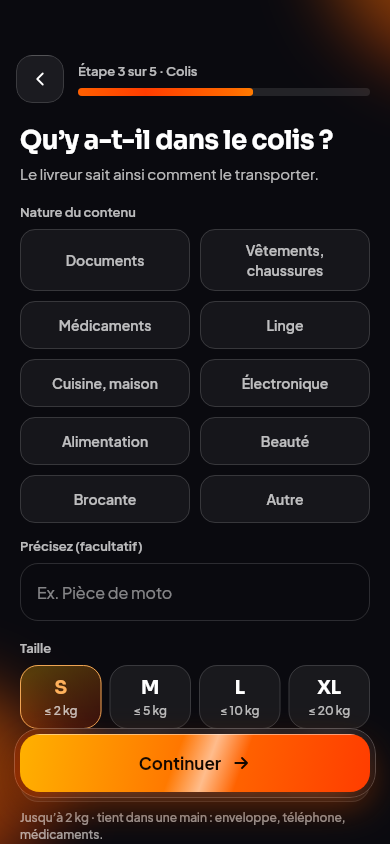 Étape 3 sur 5 · Colis
Qu’y a-t-il dans le colis ?
Le livreur sait ainsi comment le transporter.
Nature du contenu
Documents
Vêtements,
chaussures
Médicaments
Linge
Cuisine, maison
Électronique
Alimentation
Beauté
Brocante
Autre
Précisez (facultatif)
Ex. Pièce de moto
Taille
S
≤ 2 kg
M
≤ 5 kg
L
≤ 10 kg
XL
≤ 20 kg
Continuer →
Jusqu’à 2 kg · tient dans une main : enveloppe, téléphone,
médicaments.